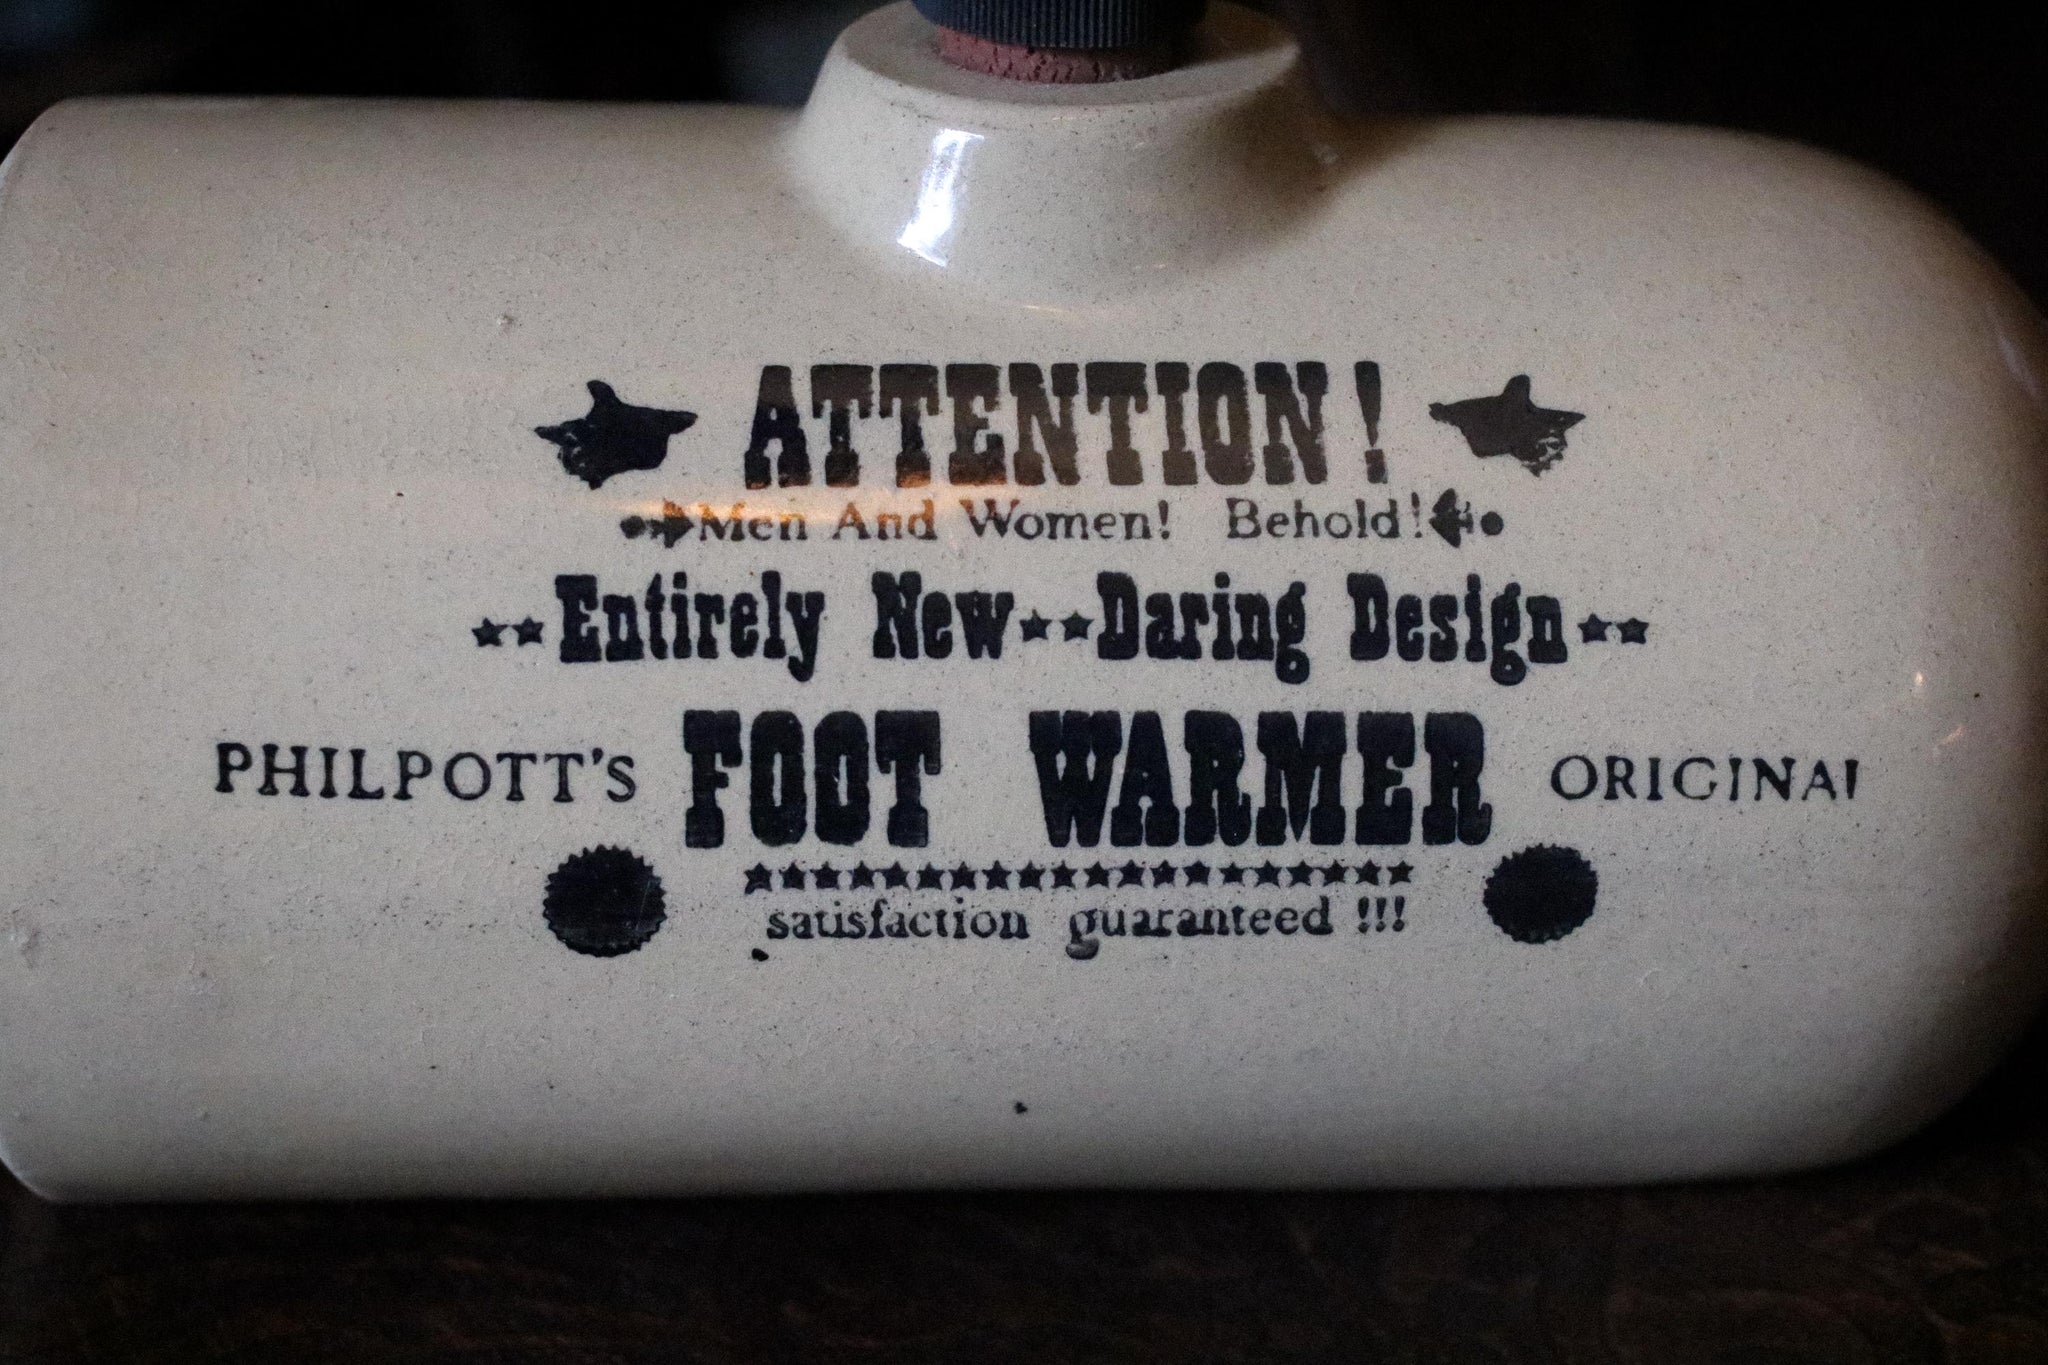 ATTENTION!
Men And Women! Behold!
★★Entirely New★★Daring Design★★
PHILPOTT'S FOOT WARMER ORIGINAL
★★★★★★★★★★★★★★★★★★★★
satisfaction guaranteed !!!